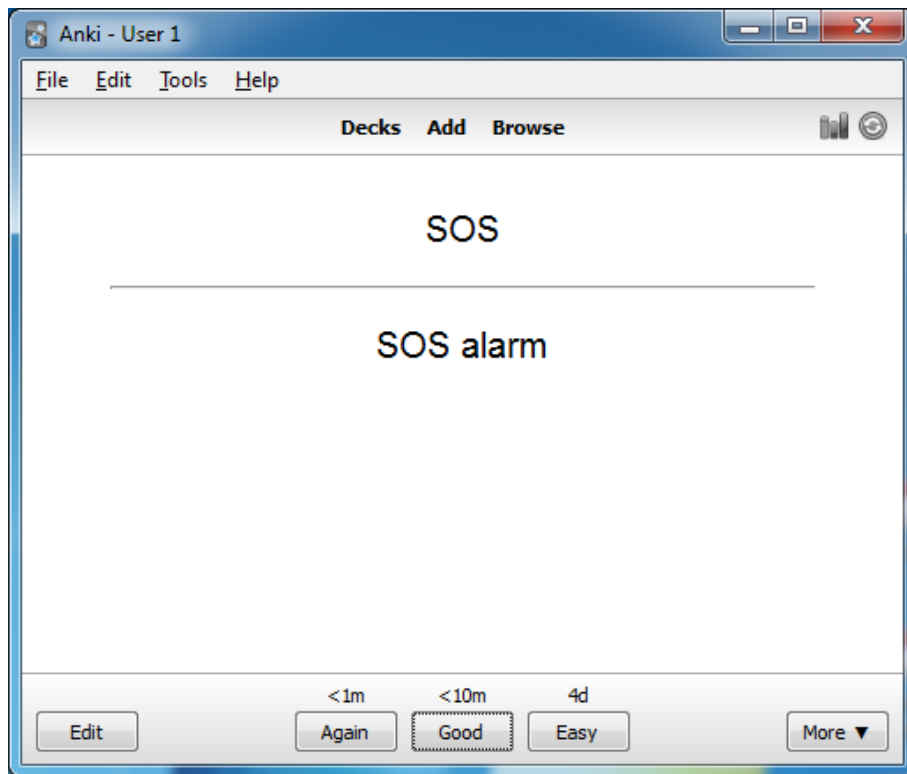 Anki - User 1
File Edit Tools Help
Decks Add Browse
SOS
SOS alarm
<1m <10m 4d
Edit Again Good Easy More ▼